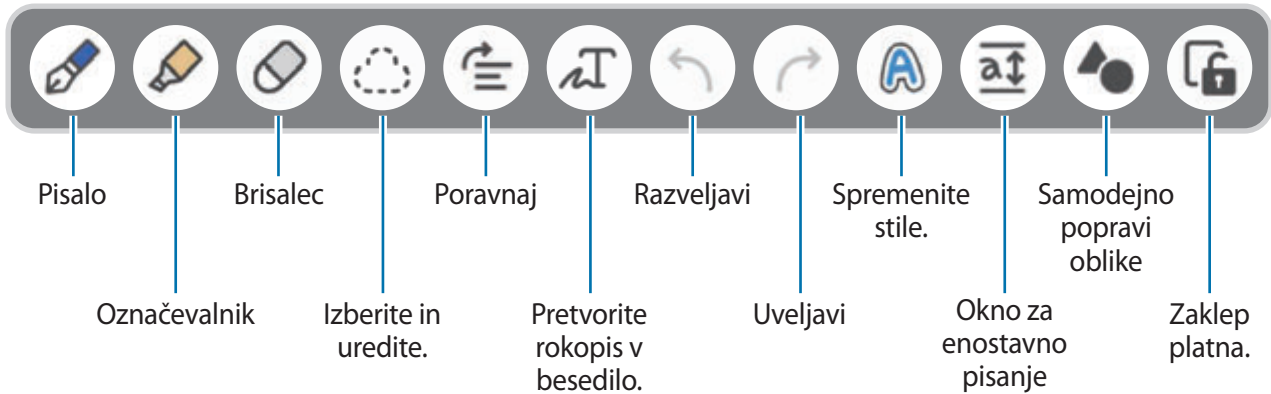 Pisalo
Brisalec
Poravnaj
Razveljavi
Spremenite
stile.
Samodejno
popravi
oblike
Označevalnik
Izberite in
uredite.
Pretvorite
rokopis v
besedilo.
Uveljavi
Okno za
enostavno
pisanje
Zaklep
platna.